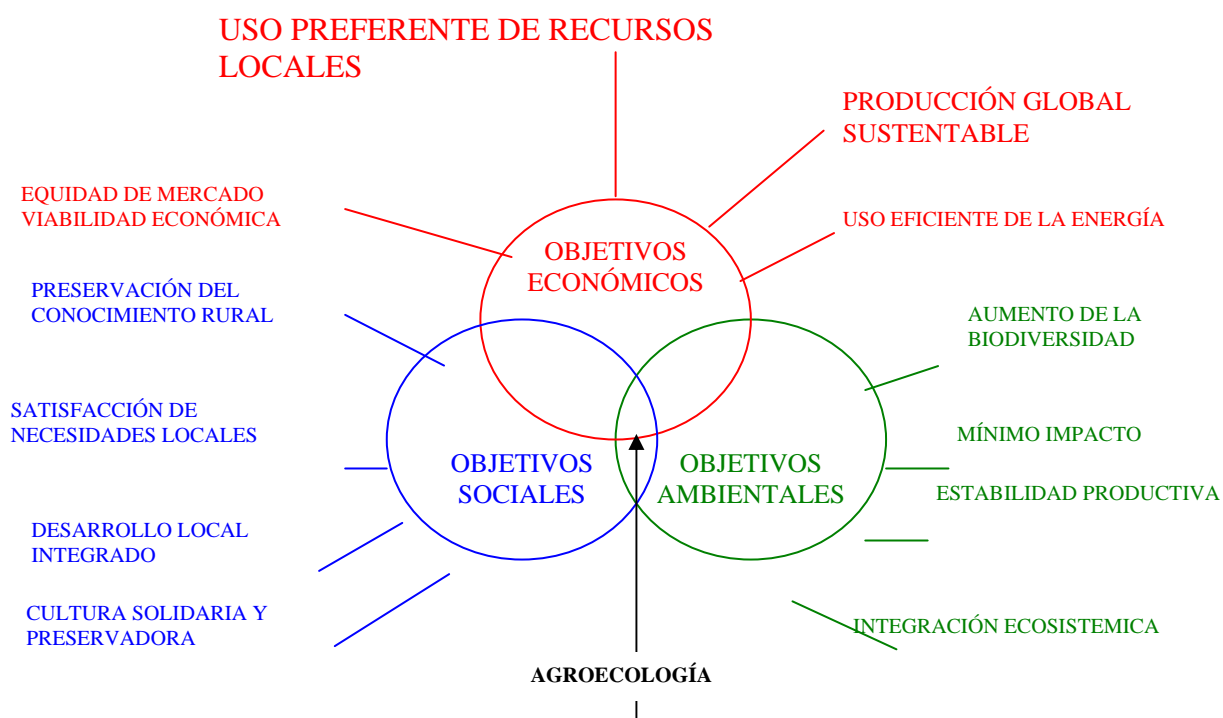 USO PREFERENTE DE RECURSOS
LOCALES
PRODUCCIÓN GLOBAL
SUSTENTABLE
EQUIDAD DE MERCADO
VIABILIDAD ECONÓMICA
USO EFICIENTE DE LA ENERGÍA
OBJETIVOS
ECONÓMICOS
PRESERVACIÓN DEL
CONOCIMIENTO RURAL
AUMENTO DE LA
BIODIVERSIDAD
SATISFACCIÓN DE
NECESIDADES LOCALES
MÍNIMO IMPACTO
OBJETIVOS
SOCIALES
OBJETIVOS
AMBIENTALES
ESTABILIDAD PRODUCTIVA
DESARROLLO LOCAL
INTEGRADO
CULTURA SOLIDARIA Y
PRESERVADORA
INTEGRACIÓN ECOSISTEMICA
AGROECOLOGÍA